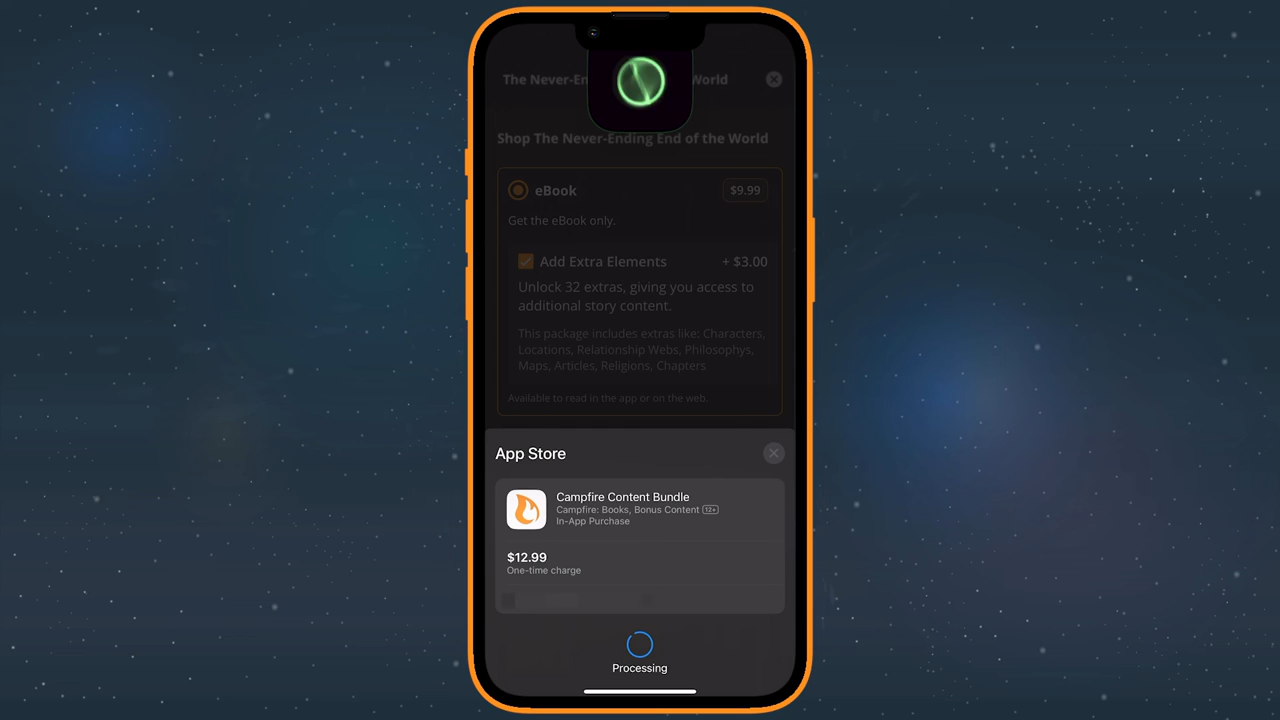 The Never-En
World
Shop The Never-Ending End of the World
eBook
$9.99
Get the eBook only.
Add Extra Elements
+ $3.00
Unlock 32 extras, giving you access to
additional story content.
This package includes extras like: Characters,
Locations, Relationship Webs, Philosophys,
Maps, Articles, Religions, Chapters
Available to read in the app or on the web.
App Store
Campfire Content Bundle
Campfire: Books, Bonus Content 12+
In-App Purchase
$12.99
One-time charge
Processing